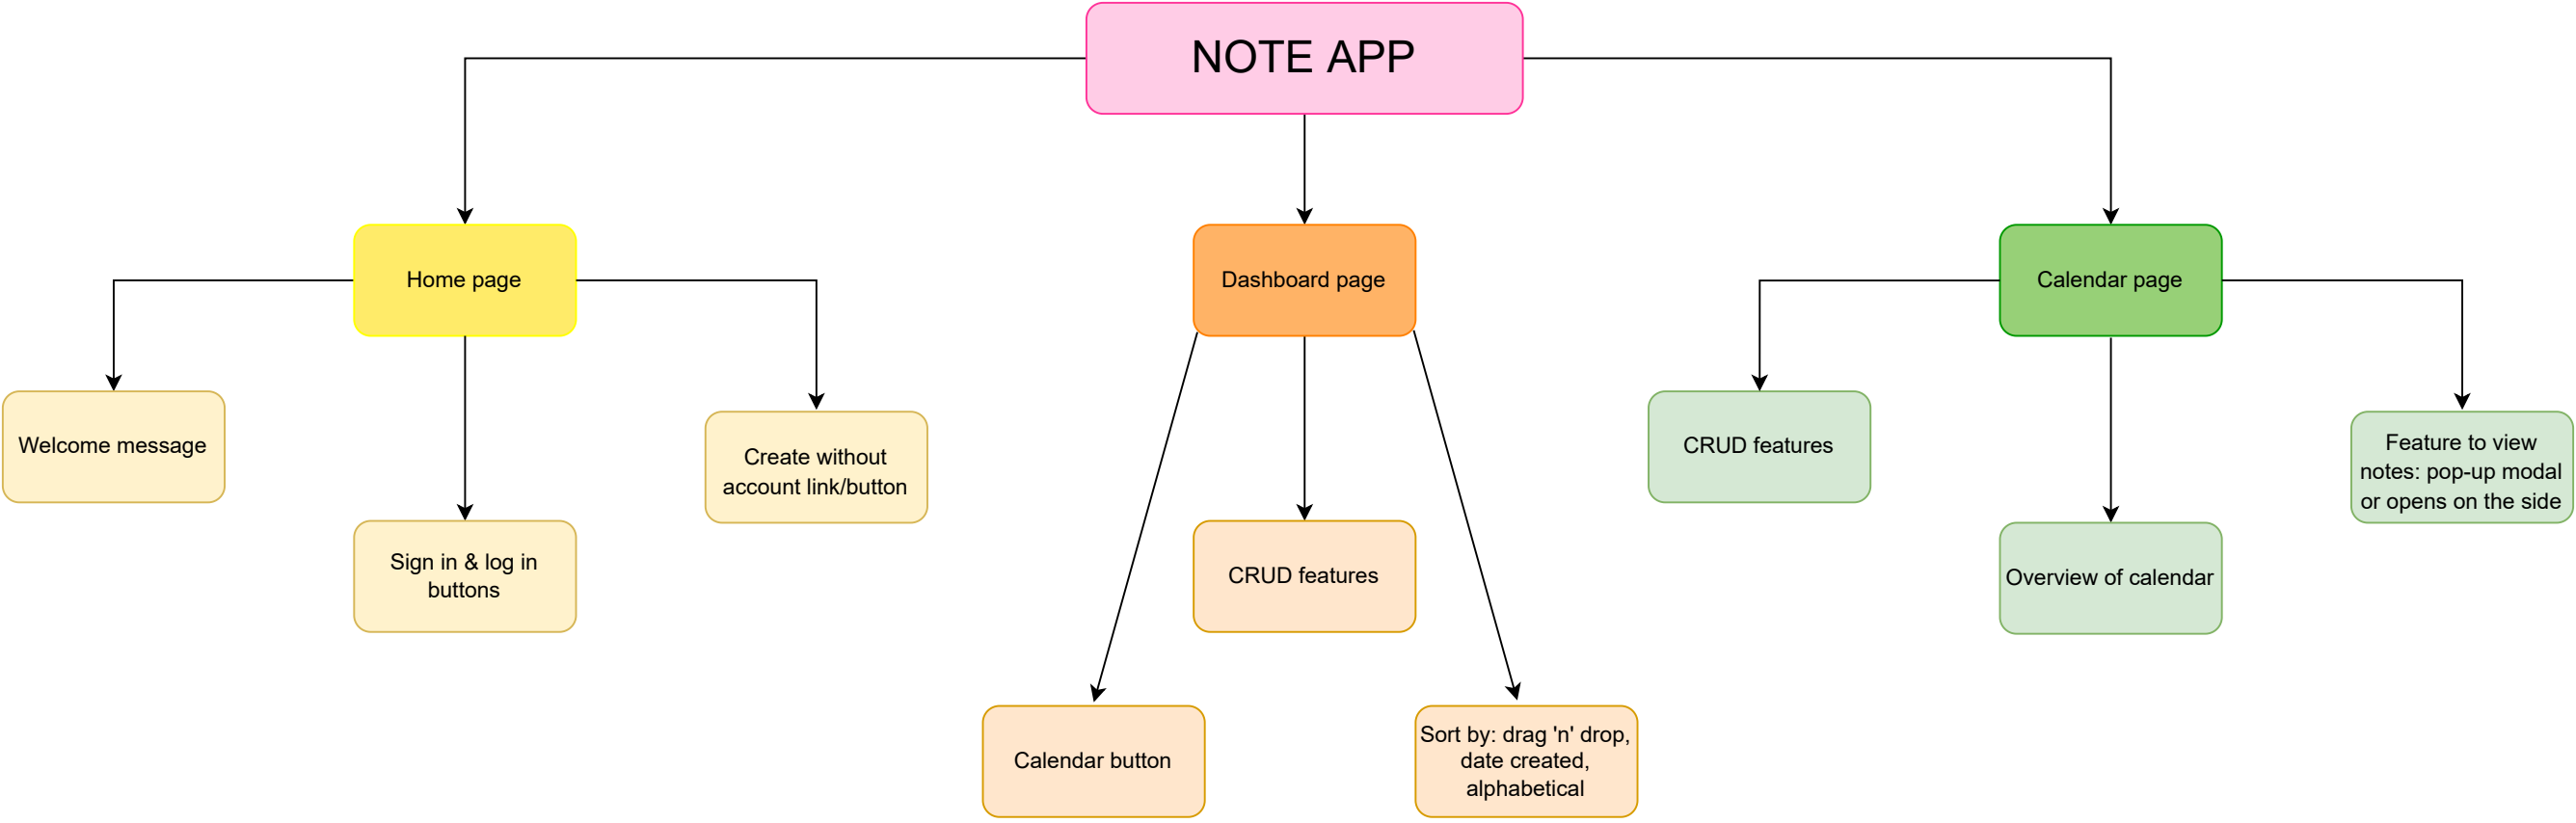 NOTE APP
Home page
Dashboard page
Calendar page
Welcome message
Sign in & log in
buttons
Create without
account link/button
Calendar button
CRUD features
Sort by: drag 'n' drop,
date created,
alphabetical
CRUD features
Overview of calendar
Feature to view
notes: pop-up modal
or opens on the side